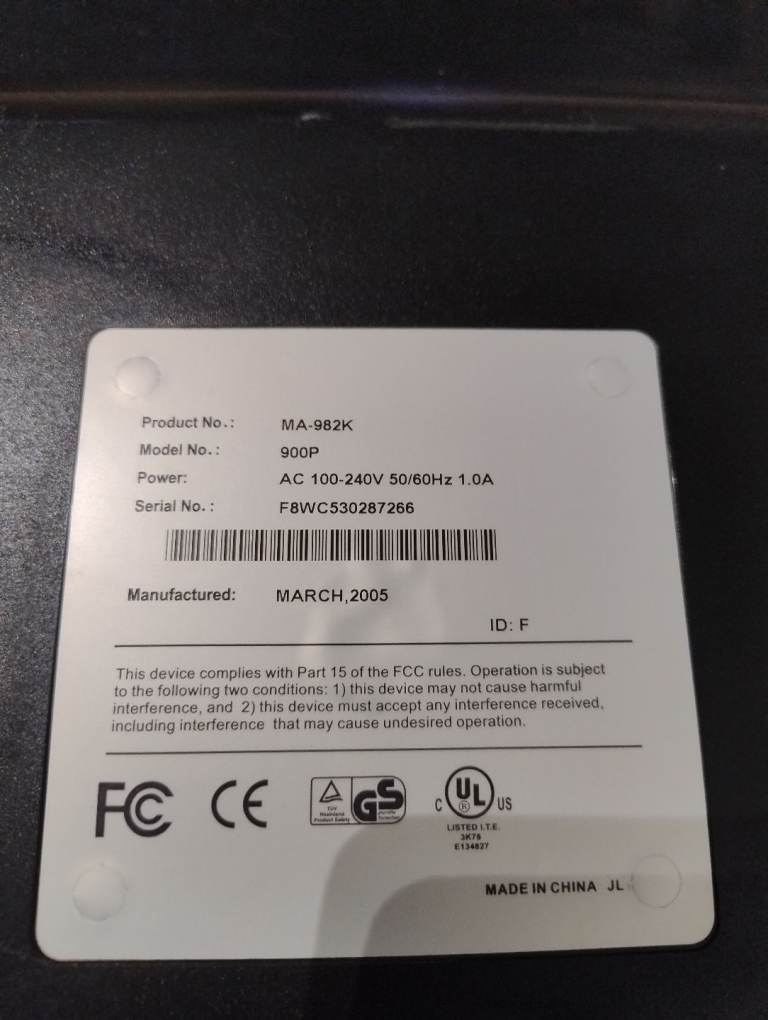 Product No.: MA-982K
Model No.: 900P
Power: AC 100-240V 50/60Hz 1.0A
Serial No.: F8WC530287266
Manufactured: MARCH,2005
ID: F
This device complies with Part 15 of the FCC rules. Operation is subject
to the following two conditions: 1) this device may not cause harmful
interference, and 2) this device must accept any interference received,
including interference that may cause undesired operation.
FC CE
TÜV
Rheinland
Product Safety
GS
C UL ® US
LISTED I.T.E.
3K78
E134827
MADE IN CHINA JL